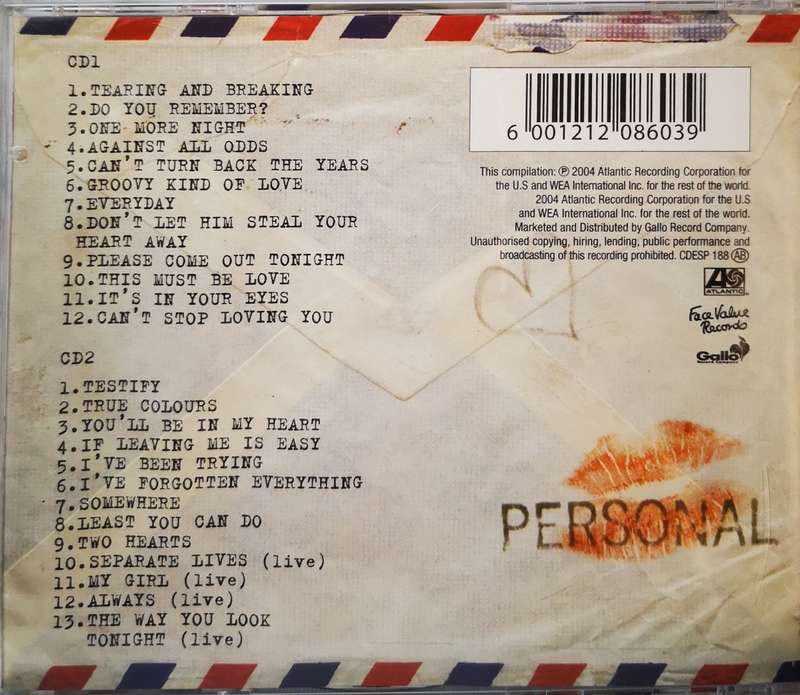 CD1
1.TEARING AND BREAKING
2.DO YOU REMEMBER?
3.ONE MORE NIGHT
4.AGAINST ALL ODDS
5.CAN'T TURN BACK THE YEARS
6.GROOVY KIND OF LOVE
7.EVERYDAY
8.DON'T LET HIM STEAL YOUR
HEART AWAY
9.PLEASE COME OUT TONIGHT
10.THIS MUST BE LOVE
11.IT'S IN YOUR EYES
12.CAN'T STOP LOVING YOU
CD2
1.TESTIFY
2.TRUE COLOURS
3.YOU'LL BE IN MY HEART
4.IF LEAVING ME IS EASY
5.I'VE BEEN TRYING
6.I'VE FORGOTTEN EVERYTHING
7.SOMEWHERE
8.LEAST YOU CAN DO
9.TWO HEARTS
10.SEPARATE LIVES (live)
11.MY GIRL (live)
12.ALWAYS (live)
13.THE WAY YOU LOOK
TONIGHT (live)
6 001212 086039
This compilation: ℗ 2004 Atlantic Recording Corporation for
the U.S and WEA International Inc. for the rest of the world.
2004 Atlantic Recording Corporation for the U.S
and WEA International Inc. for the rest of the world.
Marketed and Distributed by Gallo Record Company.
Unauthorised copying, hiring, lending, public performance and
broadcasting of this recording prohibited. CDESP 188 AB
ATLANTIC
Face Value
Records
Gallo
Record Company
PERSONAL